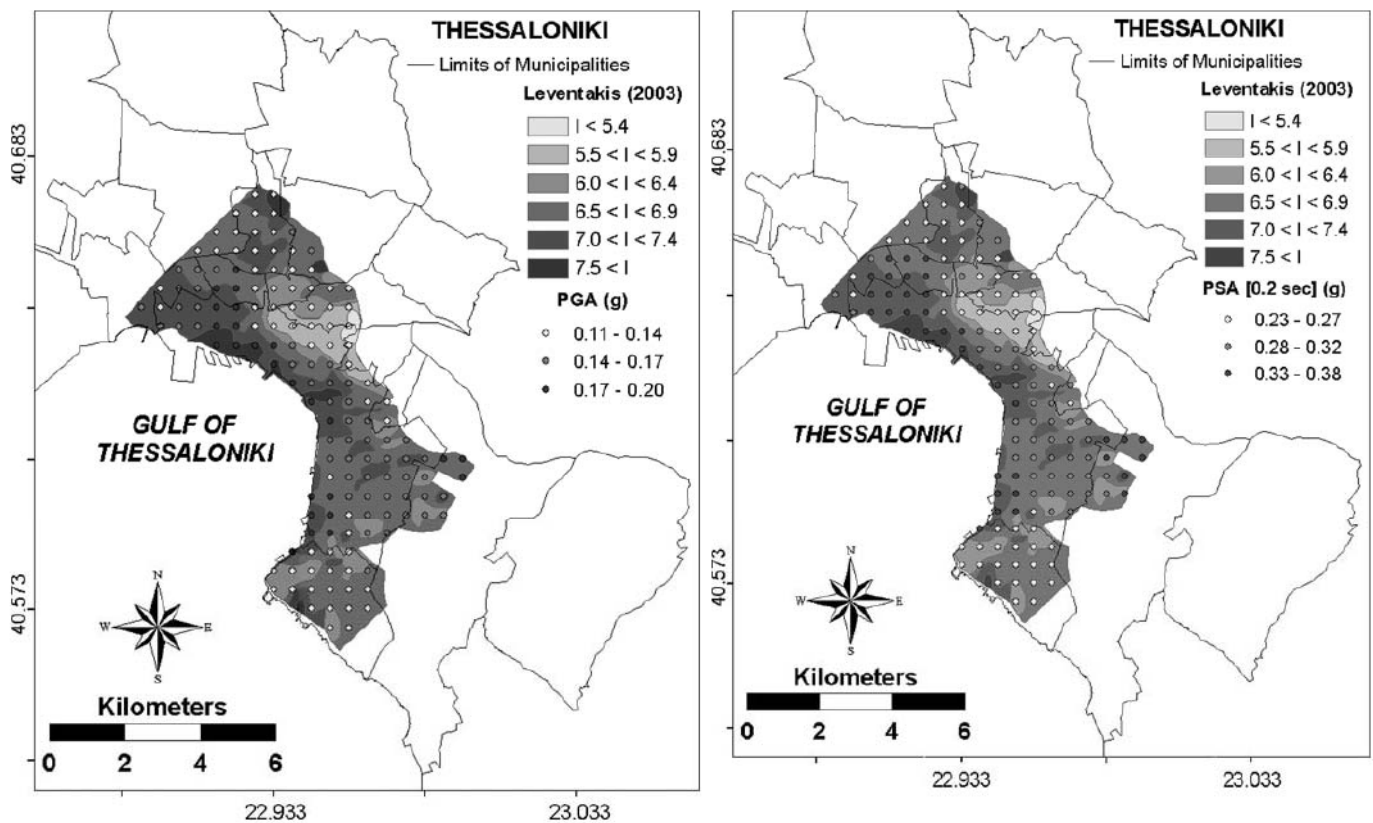 THESSALONIKI
Limits of Municipalities
Leventakis (2003)
I < 5.4
5.5 < I < 5.9
6.0 < I < 6.4
6.5 < I < 6.9
7.0 < I < 7.4
7.5 < I
PGA (g)
0.11 - 0.14
0.14 - 0.17
0.17 - 0.20
GULF OF
THESSALONIKI
N
W E
S
Kilometers
0 2 4 6
40.683
40.573
22.933 23.033
THESSALONIKI
Limits of Municipalities
Leventakis (2003)
I < 5.4
5.5 < I < 5.9
6.0 < I < 6.4
6.5 < I < 6.9
7.0 < I < 7.4
7.5 < I
PSA [0.2 sec] (g)
0.23 - 0.27
0.28 - 0.32
0.33 - 0.38
GULF OF
THESSALONIKI
N
W E
S
Kilometers
0 2 4 6
40.683
40.573
22.933 23.033